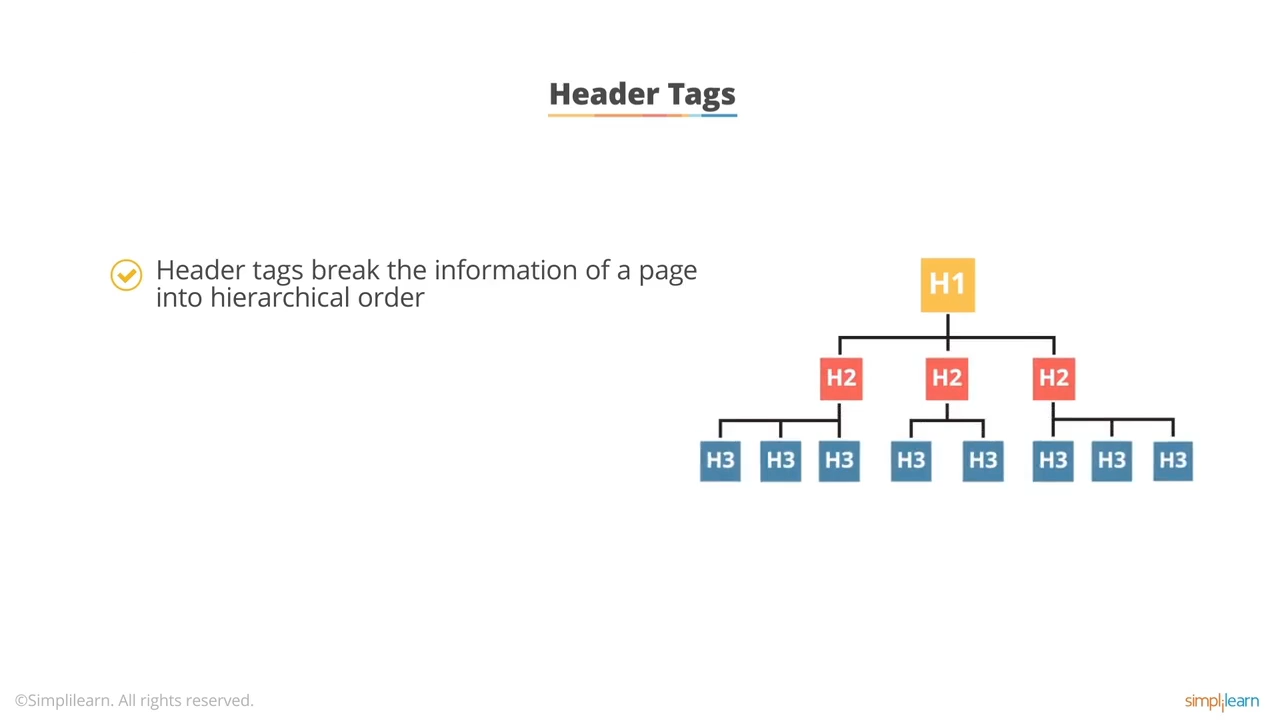 Header Tags
Header tags break the information of a page
into hierarchical order
H1
H2 H2 H2
H3 H3 H3 H3 H3 H3 H3 H3
©Simplilearn. All rights reserved.
simplilearn